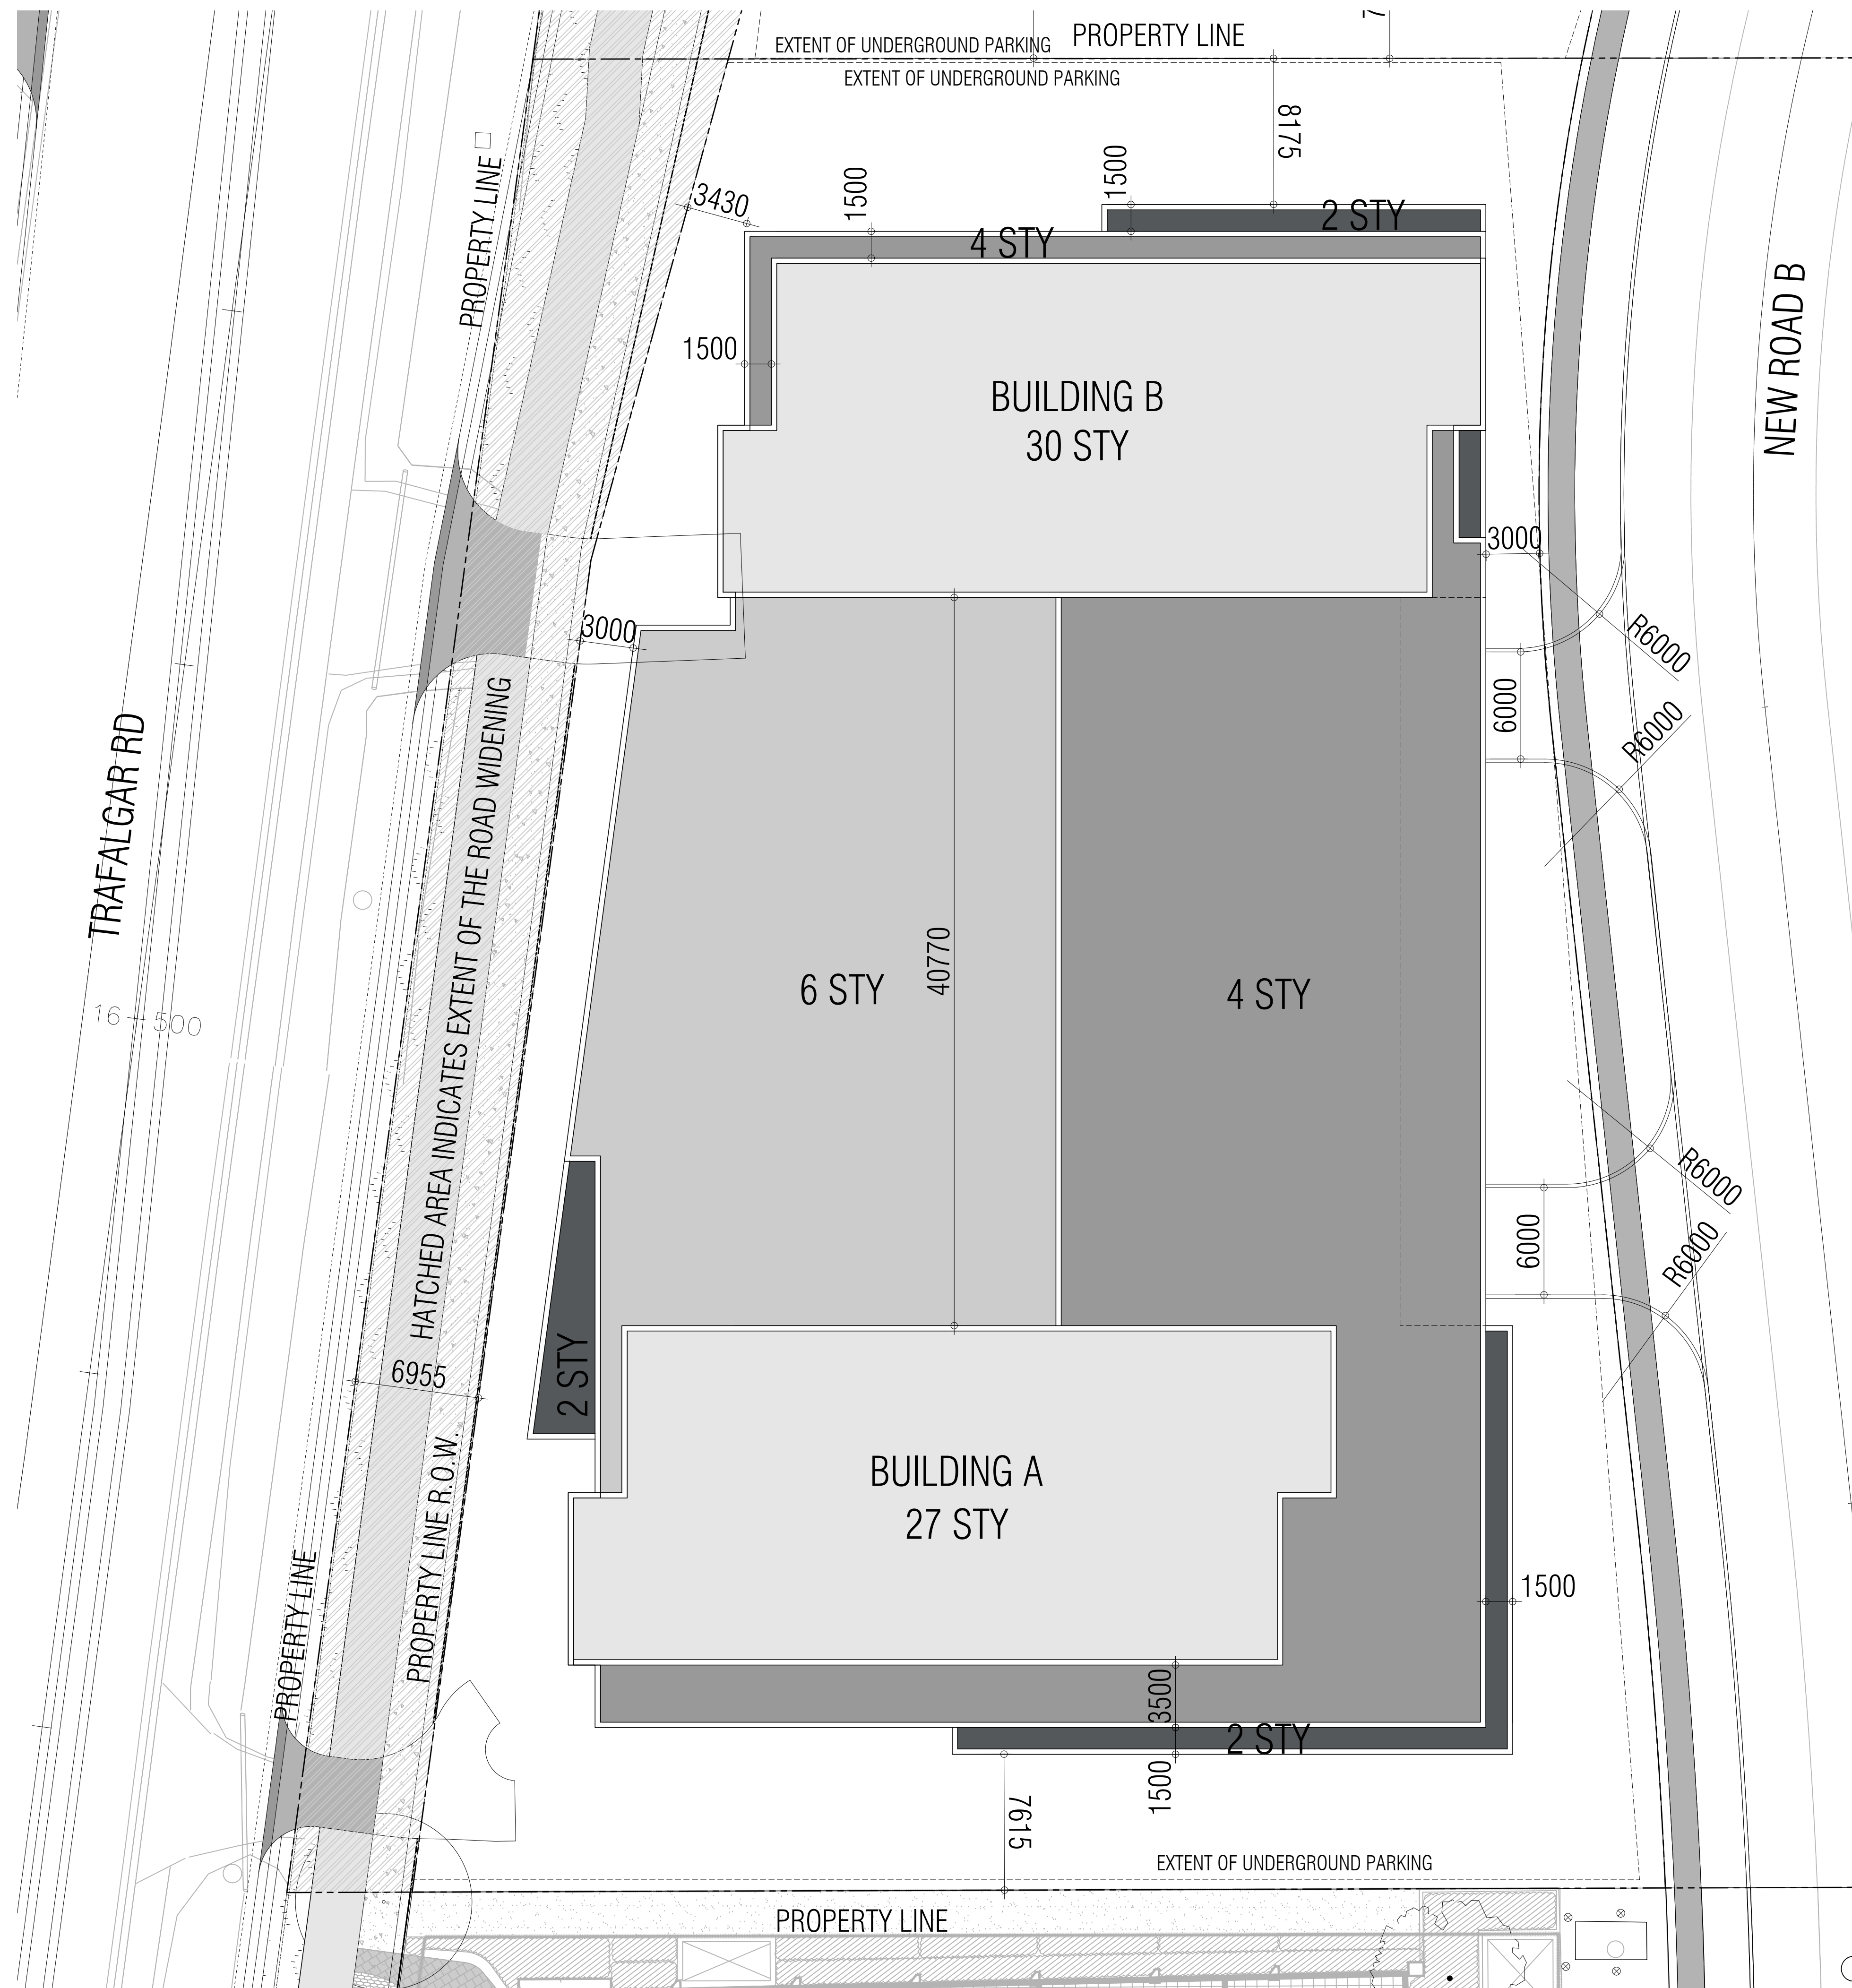 EXTENT OF UNDERGROUND PARKING
PROPERTY LINE
EXTENT OF UNDERGROUND PARKING
8175
1500
1500
PROPERTY LINE
3430
2 STY
4 STY
NEW ROAD B
1500
BUILDING B
30 STY
3000
3000
R6000
6000
R6000
HATCHED AREA INDICATES EXTENT OF THE ROAD WIDENING
TRAFALGAR RD
40770
6 STY
4 STY
16 500
R6000
6000
R6000
2 STY
6955
BUILDING A
27 STY
PROPERTY LINE R.O.W.
PROPERTY LINE
1500
3500
2 STY
1500
7615
EXTENT OF UNDERGROUND PARKING
PROPERTY LINE